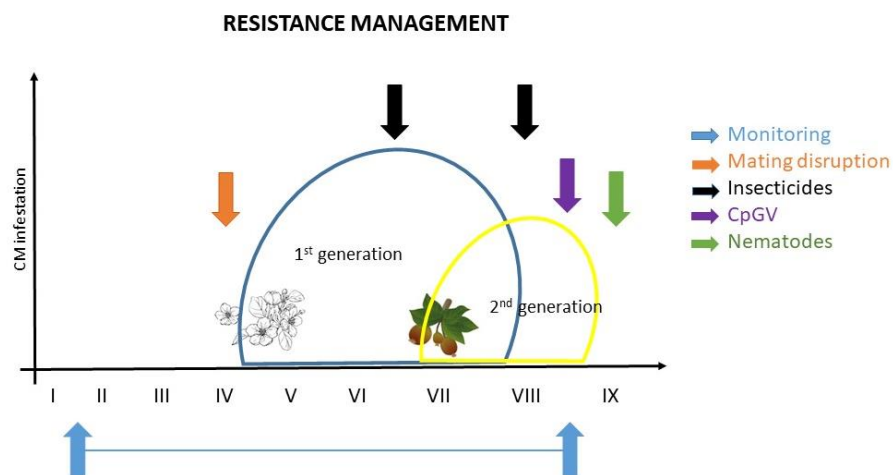 RESISTANCE MANAGEMENT
CM infestation
1st generation
2nd generation
Monitoring
Mating disruption
Insecticides
CpGV
Nematodes
I II III IV V VI VII VIII IX